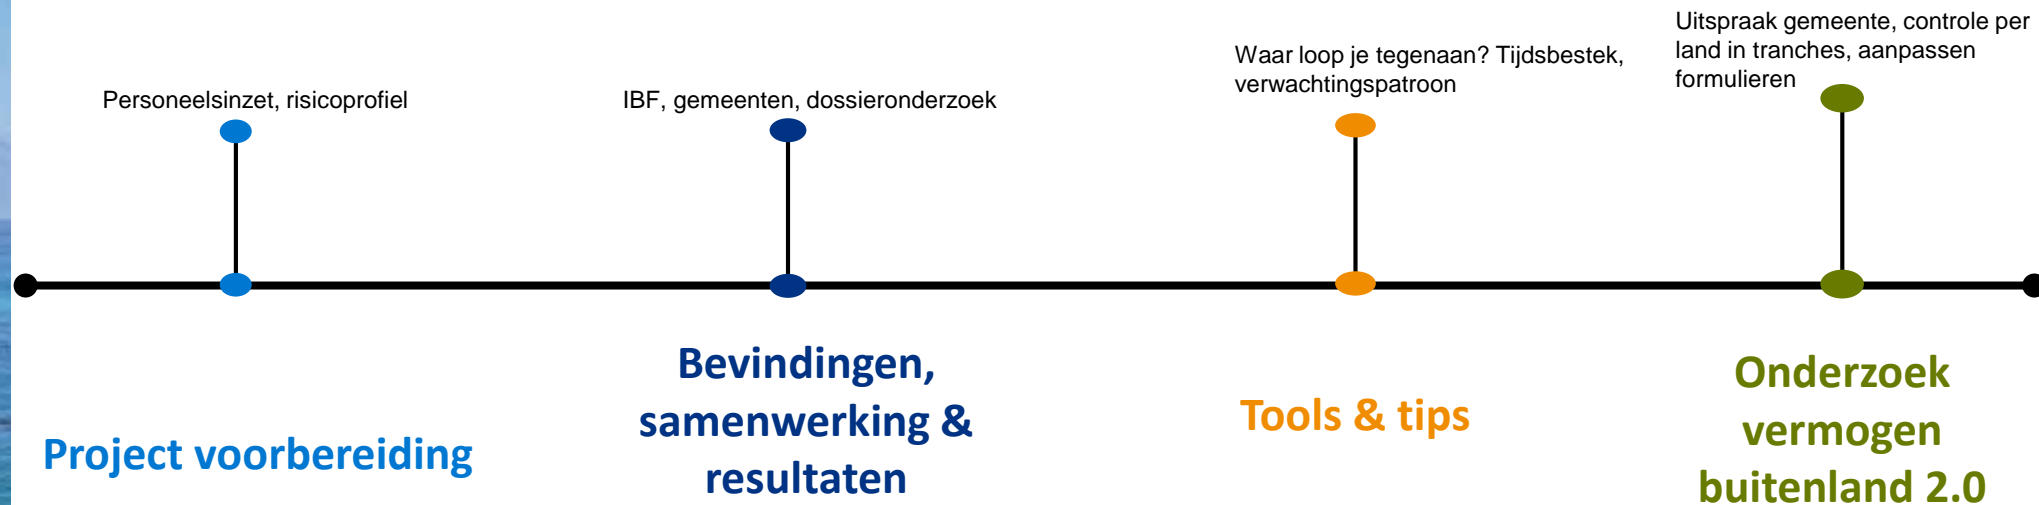 Personeelsinzet, risicoprofiel
IBF, gemeenten, dossieronderzoek
Waar loop je tegenaan? Tijdsbestek,
verwachtingspatroon
Uitspraak gemeente, controle per
land in tranches, aanpassen
formulieren
Project voorbereiding
Bevindingen,
samenwerking &
resultaten
Tools & tips
Onderzoek
vermogen
buitenland 2.0